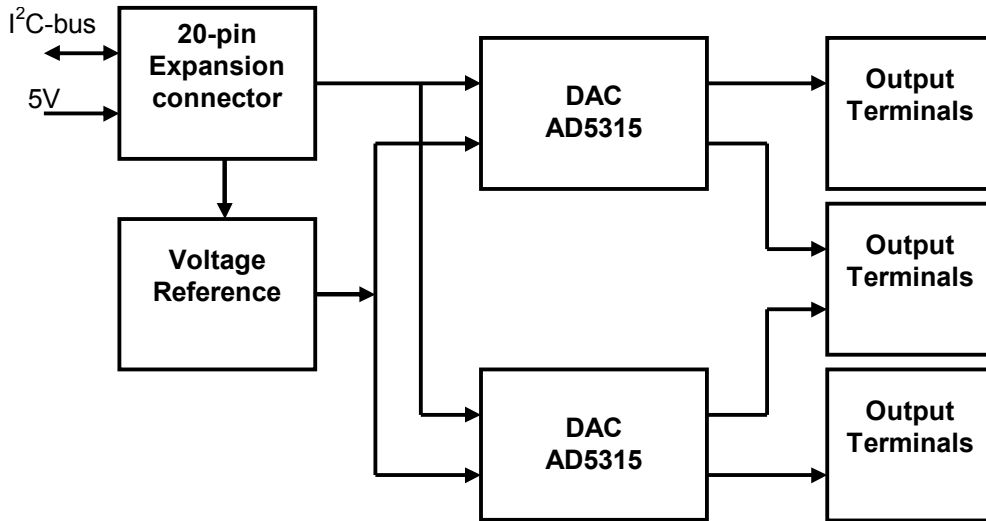 I²C-bus
5V
20-pin
Expansion
connector
Voltage
Reference
DAC
AD5315
DAC
AD5315
Output
Terminals
Output
Terminals
Output
Terminals